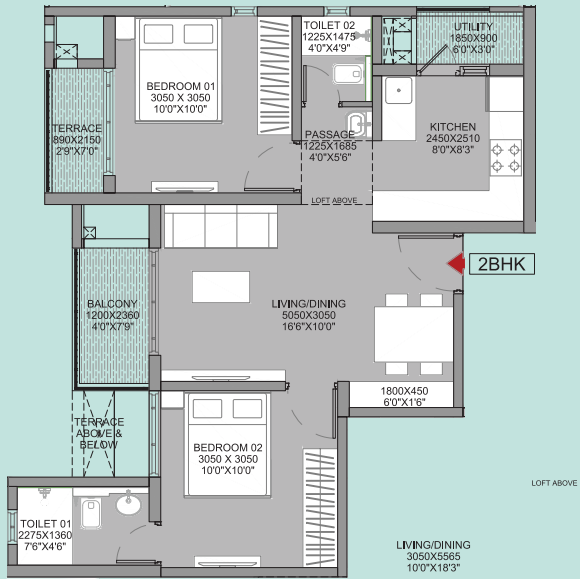 TOILET 02
1225X1475
4'0"X4'9"
UTILITY
1850X900
6'0"X3'0"
BEDROOM 01
3050 X 3050
10'0"X10'0"
TERRACE
890X2150
2'9"X7'0"
PASSAGE
1225X1685
4'0"X5'6"
KITCHEN
2450X2510
8'0"X8'3"
LOFT ABOVE
2BHK
BALCONY
1200X2360
4'0"X7'9"
LIVING/DINING
5050X3050
16'6"X10'0"
1800X450
6'0"X1'6"
TERRACE
ABOVE &
BELOW
BEDROOM 02
3050 X 3050
10'0"X10'0"
LOFT ABOVE
TOILET 01
2275X1360
7'6"X4'6"
LIVING/DINING
3050X5565
10'0"X18'3"